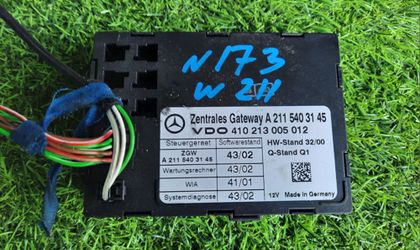 N173
W 211
Zentrales Gateway A 211 540 31 45
VDO 410 213 005 012
Steuergeraet Softwarestand HW-Stand 32/00
ZGW
A 211 540 31 45 43/02 Q-Stand Q1
Wartungsrechner 43/02
WIA 41/01
Systemdiagnose 43/02 12V Made in Germany